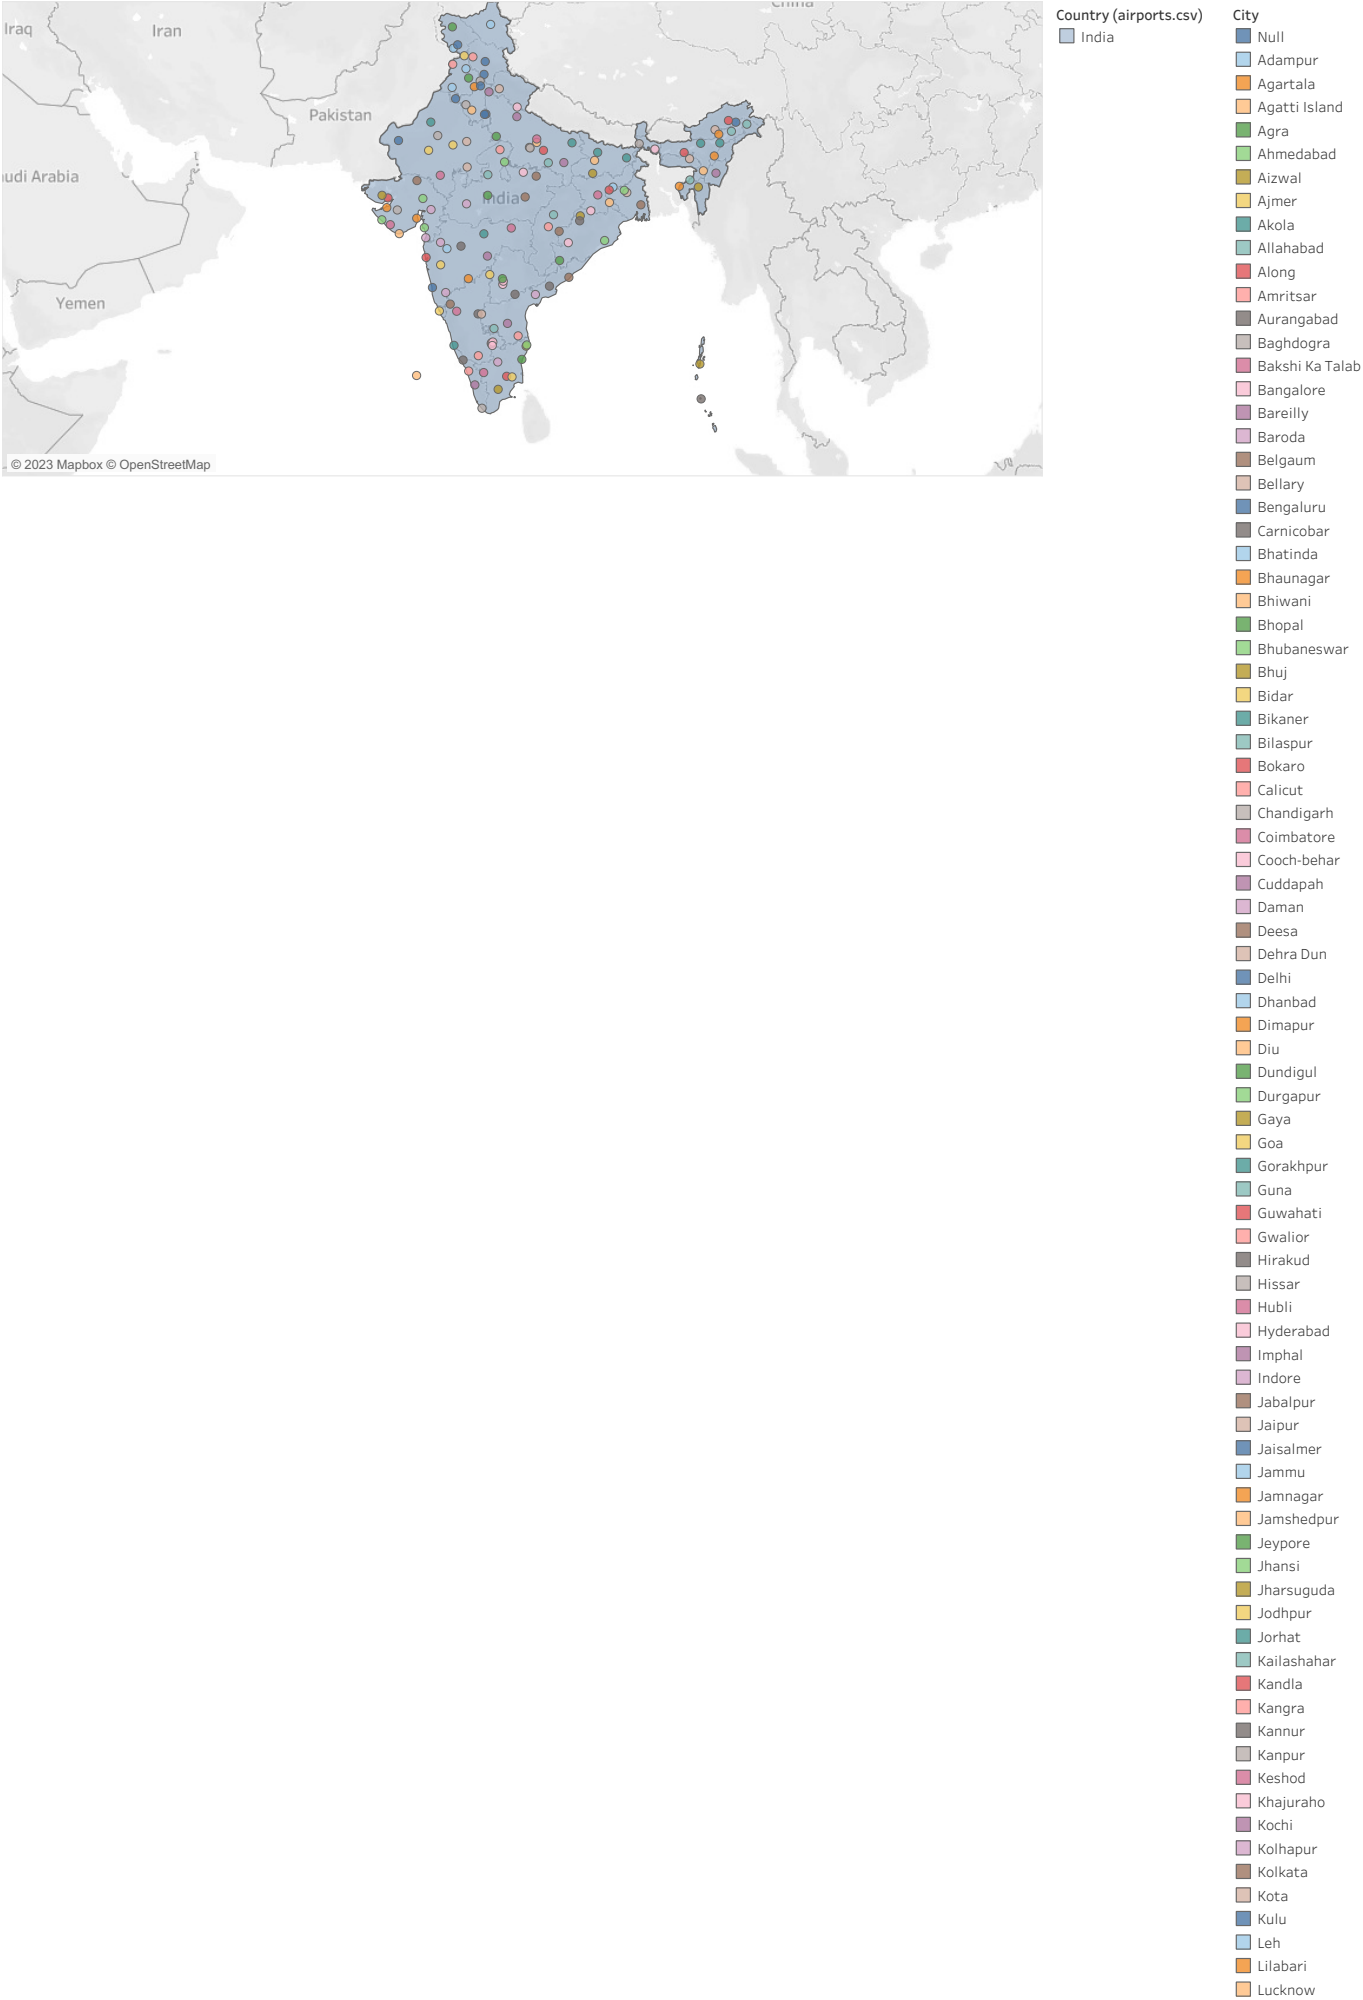 China
Iraq
Iran
Pakistan
udi Arabia
India
Yemen
© 2023 Mapbox © OpenStreetMap
Country (airports.csv)
India
City
Null
Adampur
Agartala
Agatti Island
Agra
Ahmedabad
Aizwal
Ajmer
Akola
Allahabad
Along
Amritsar
Aurangabad
Baghdogra
Bakshi Ka Talab
Bangalore
Bareilly
Baroda
Belgaum
Bellary
Bengaluru
Carnicobar
Bhatinda
Bhaunagar
Bhiwani
Bhopal
Bhubaneswar
Bhuj
Bidar
Bikaner
Bilaspur
Bokaro
Calicut
Chandigarh
Coimbatore
Cooch-behar
Cuddapah
Daman
Deesa
Dehra Dun
Delhi
Dhanbad
Dimapur
Diu
Dundigul
Durgapur
Gaya
Goa
Gorakhpur
Guna
Guwahati
Gwalior
Hirakud
Hissar
Hubli
Hyderabad
Imphal
Indore
Jabalpur
Jaipur
Jaisalmer
Jammu
Jamnagar
Jamshedpur
Jeypore
Jhansi
Jharsuguda
Jodhpur
Jorhat
Kailashahar
Kandla
Kangra
Kannur
Kanpur
Keshod
Khajuraho
Kochi
Kolhapur
Kolkata
Kota
Kulu
Leh
Lilabari
Lucknow